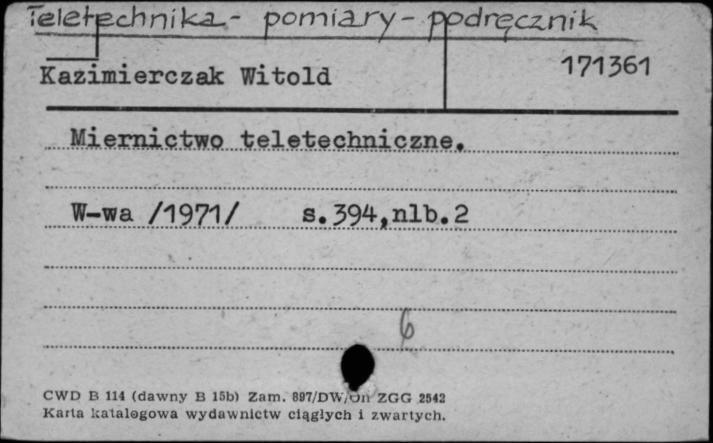 Teletechnika - pomiary - podręcznik
Kazimierczak Witold 171361
Miernictwo teletechniczne.
W-wa /1971/ s.394,nlb.2
6
CWD B 114 (dawny B 15b) Zam. 897/DW/Un ZGG 2542
Karta katalogowa wydawnictw ciągłych i zwartych.